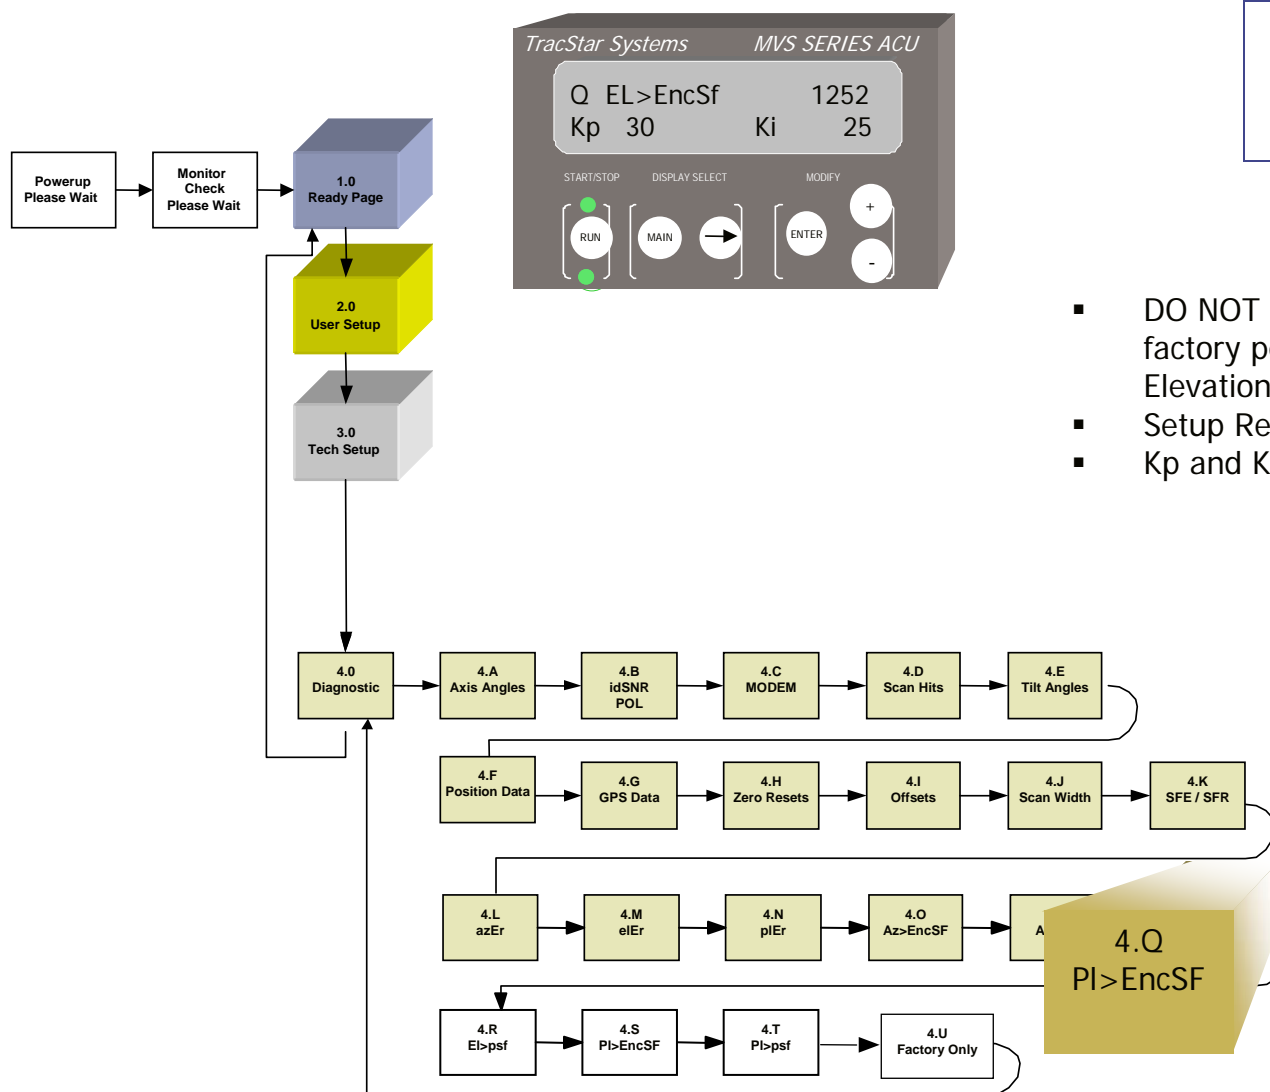 TracStar Systems MVS SERIES ACU
Q EL>EncSf 1252
Kp 30 Ki 25
START/STOP DISPLAY SELECT MODIFY
RUN MAIN ENTER + -
Powerup
Please Wait
Monitor
Check
Please Wait
1.0
Ready Page
2.0
User Setup
3.0
Tech Setup
DO NOT
factory
Elevation
Setup
Kp and
4.0
Diagnostic
4.A
Axis Angles
4.B
idSNR
POL
4.C
MODEM
4.D
Scan Hits
4.E
Tilt Angles
4.F
Position Data
4.G
GPS Data
4.H
Zero Resets
4.I
Offsets
4.J
Scan Width
4.K
SFE / SFR
4.L
azEr
4.M
elEr
4.N
plEr
4.O
Az>EncSF
4.Q
Pl>EncSF
4.R
El>psf
4.S
Pl>EncSF
4.T
Pl>psf
4.U
Factory Only